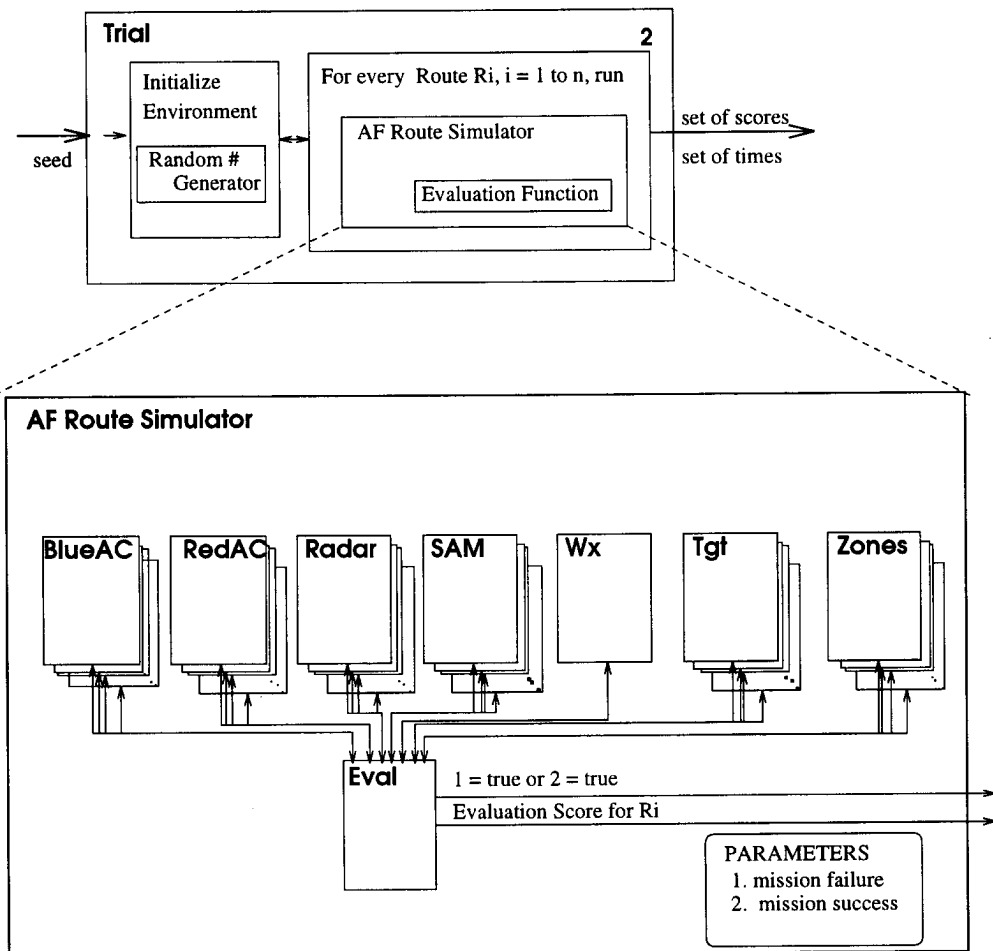 Trial
2
Initialize
Environment
Random #
Generator
seed
For every Route Ri, i = 1 to n, run
AF Route Simulator
Evaluation Function
set of scores
set of times
AF Route Simulator
BlueAC
RedAC
Radar
SAM
Wx
Tgt
Zones
Eval
1 = true or 2 = true
Evaluation Score for Ri
PARAMETERS
1. mission failure
2. mission success